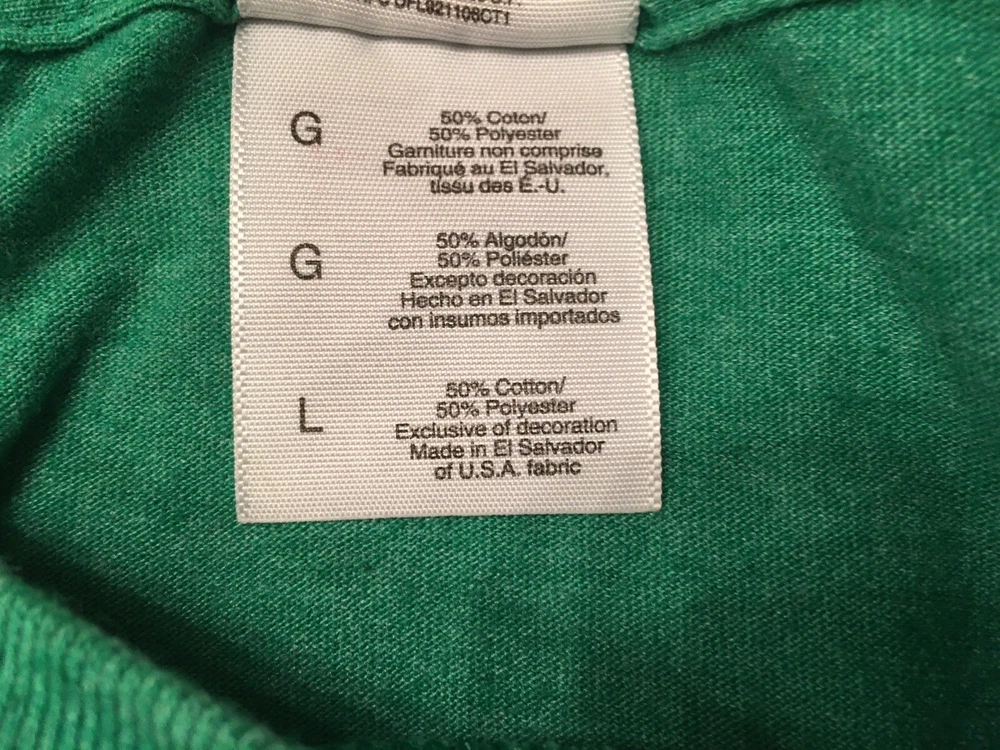 DFL921106CT1
G
50% Coton/
50% Polyester
Garniture non comprise
Fabriqué au El Salvador,
tissu des É.-U.
G
50% Algodón/
50% Poliéster
Excepto decoración
Hecho en El Salvador
con insumos importados
L
50% Cotton/
50% Polyester
Exclusive of decoration
Made in El Salvador
of U.S.A. fabric